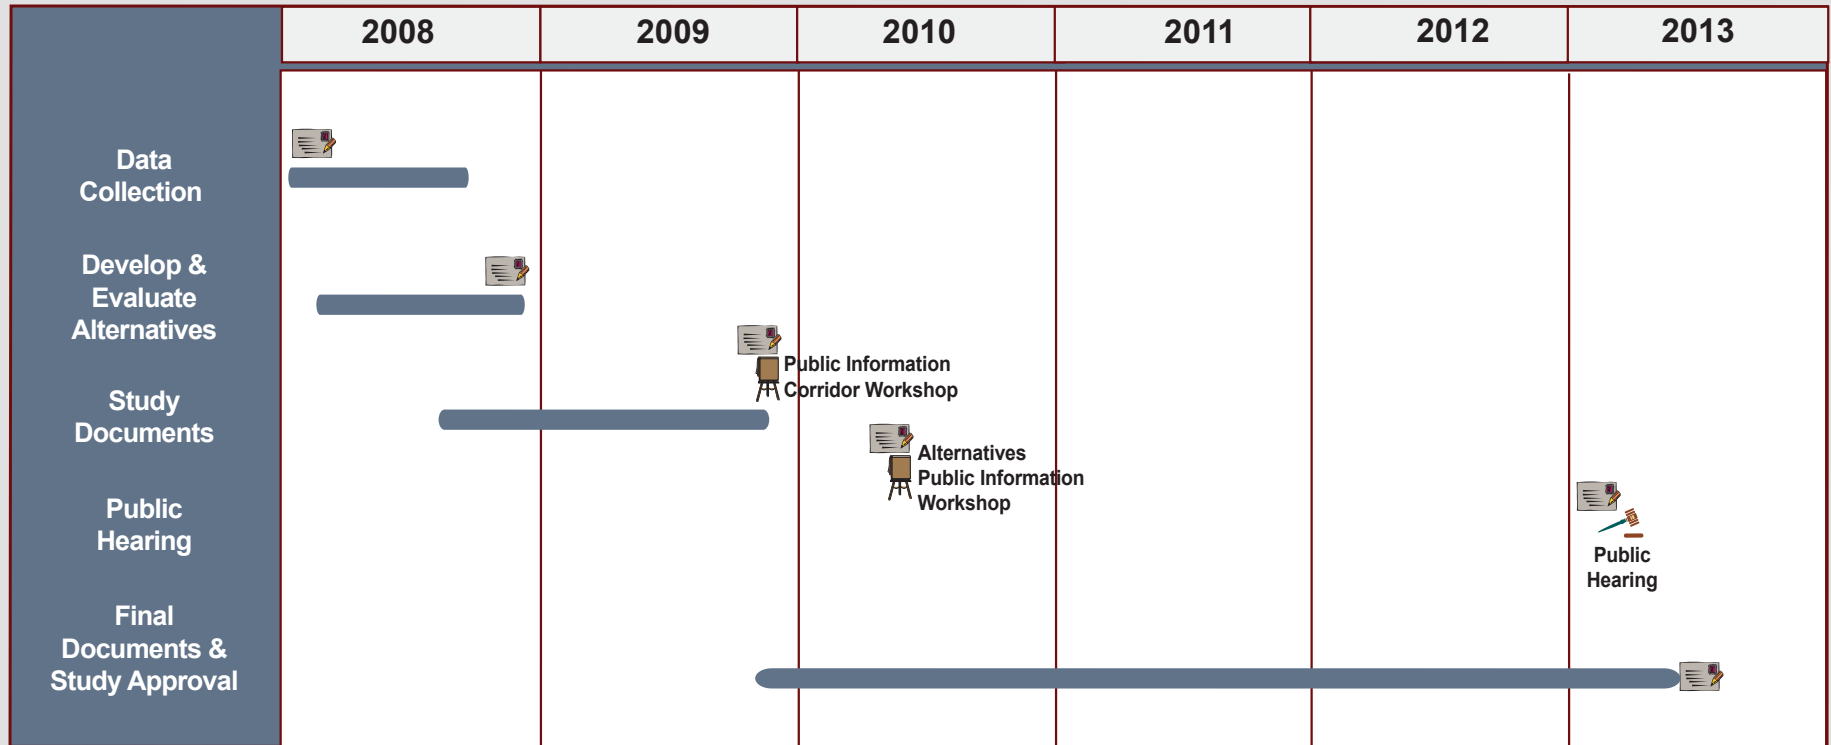 2008 2009 2010 2011 2012 2013
Data
Collection
Develop &
Evaluate
Alternatives
Public Information
Corridor Workshop
Study
Documents
Alternatives
Public Information
Workshop
Public
Hearing
Public
Hearing
Final
Documents &
Study Approval